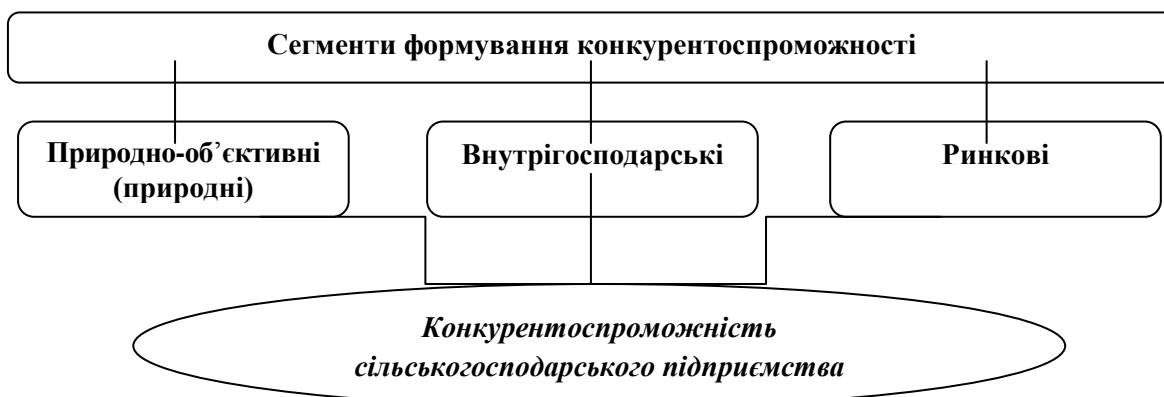 Сегменти формування конкурентоспроможності
Природно-об’єктивні
(природні)
Внутрігосподарські
Ринкові
Конкурентоспроможність
сільськогосподарського підприємства